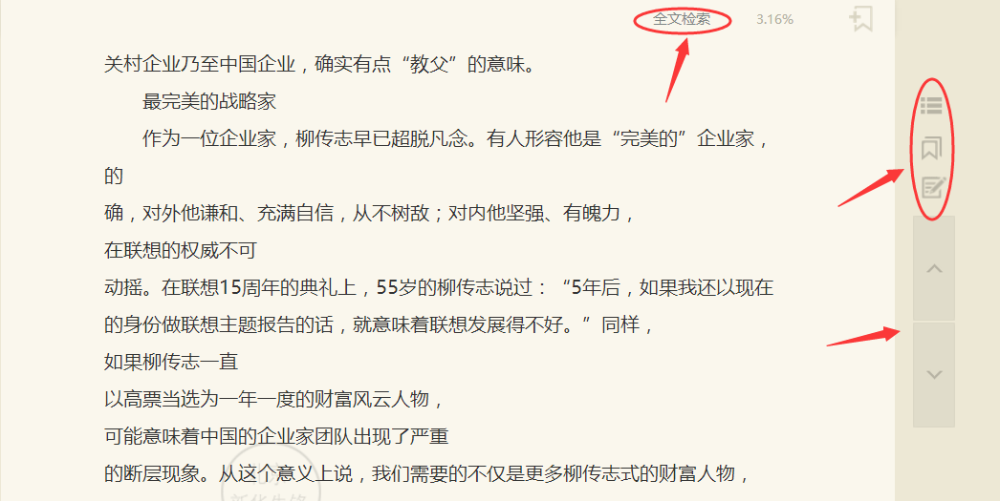 全文检索 3.16%
关村企业乃至中国企业，确实有点“教父”的意味。
最完美的战略家
作为一位企业家，柳传志早已超脱凡念。有人形容他是“完美的”企业家，
的
确，对外他谦和、充满自信，从不树敌；对内他坚强、有魄力，
在联想的权威不可
动摇。在联想15周年的典礼上，55岁的柳传志说过：“5年后，如果我还以现在
的身份做联想主题报告的话，就意味着联想发展得不好。”同样，
如果柳传志一直
以高票当选为一年一度的财富风云人物，
可能意味着中国的企业家团队出现了严重
的断层现象。从这个意义上说，我们需要的不仅是更多柳传志式的财富人物，